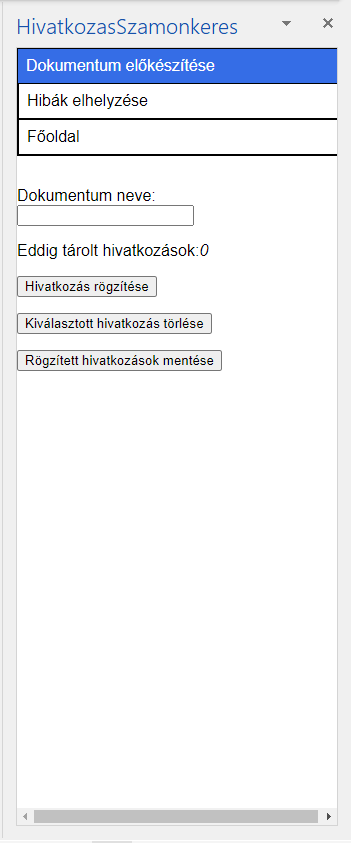 HivatkozasSzamonkeres
Dokumentum előkészítése
Hibák elhelyzése
Főoldal
Dokumentum neve:
Eddig tárolt hivatkozások:0
Hivatkozás rögzítése
Kiválasztott hivatkozás törlése
Rögzített hivatkozások mentése